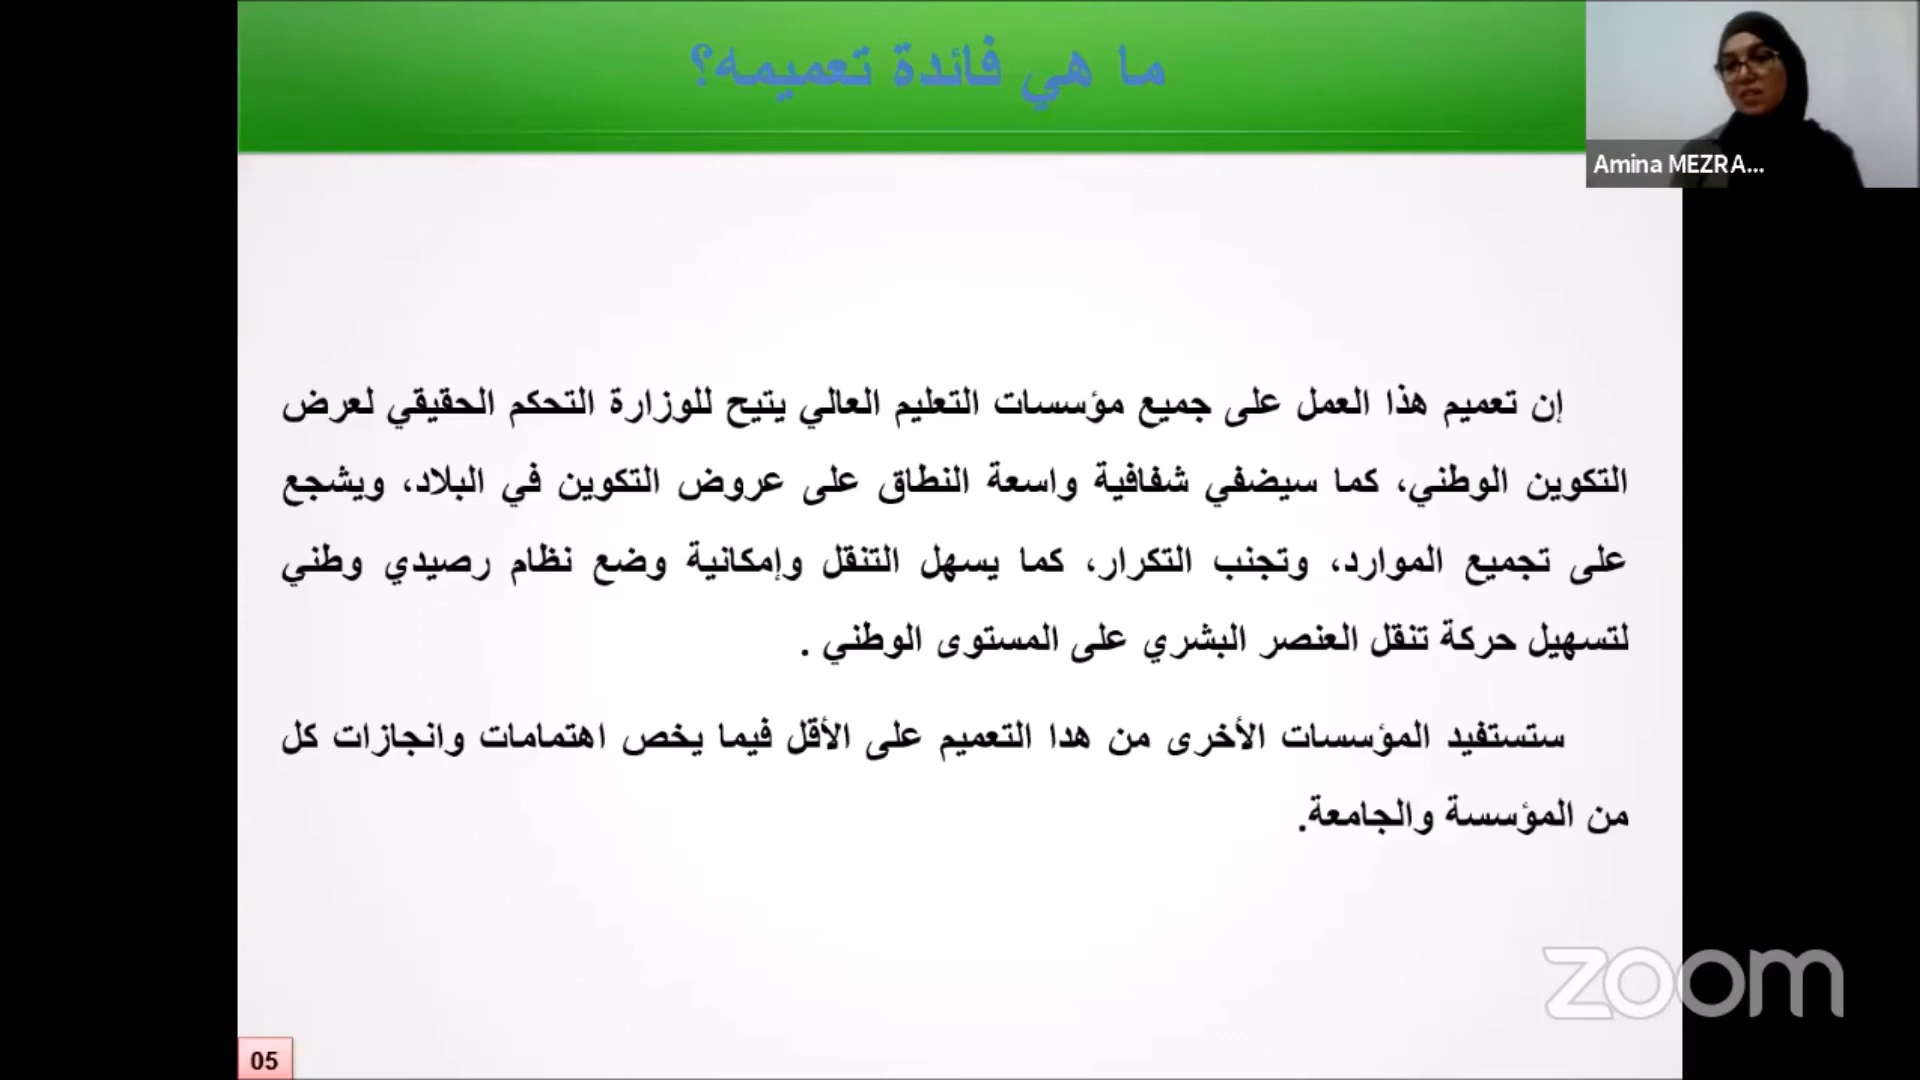 ما هي فائدة تعميمه؟
Amina MEZRA...
إن تعميم هذا العمل على جميع مؤسسات التعليم العالي يتيح للوزارة التحكم الحقيقي لعرض
التكوين الوطني، كما سيضفي شفافية واسعة النطاق على عروض التكوين في البلاد، ويشجع
على تجميع الموارد، وتجنب التكرار، كما يسهل التنقل وإمكانية وضع نظام رصيدي وطني
لتسهيل حركة تنقل العنصر البشري على المستوى الوطني .
ستستفيد المؤسسات الأخرى من هدا التعميم على الأقل فيما يخص اهتمامات وانجازات كل
من المؤسسة والجامعة.
zoom
05